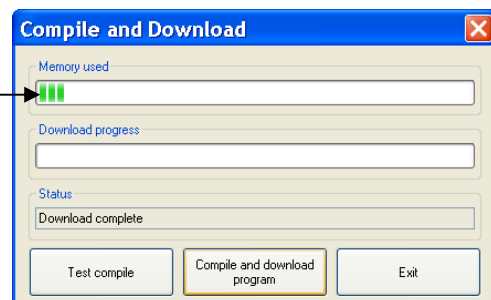 Compile and Download
Memory used
Download progress
Status
Download complete
Test compile
Compile and download
program
Exit